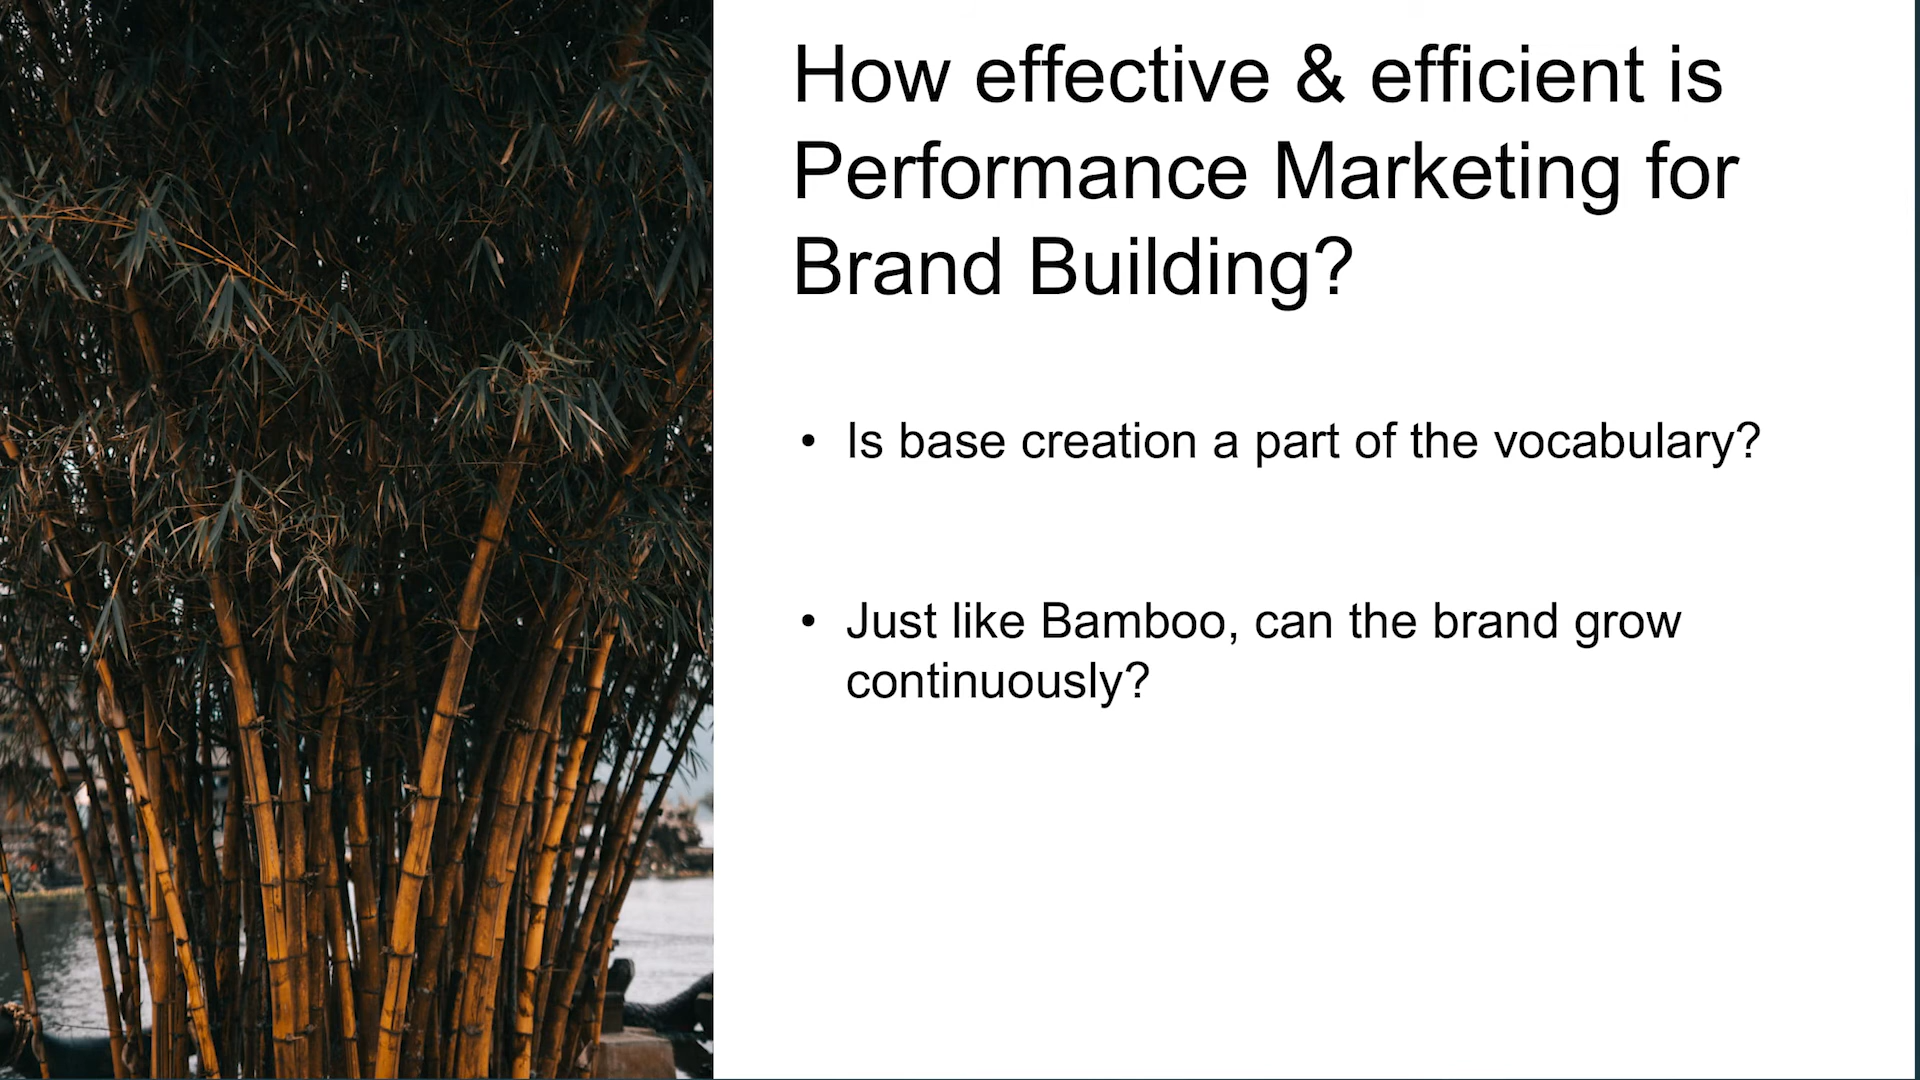 How effective & efficient is
Performance Marketing for
Brand Building?
• Is base creation a part of the vocabulary?
• Just like Bamboo, can the brand grow
continuously?